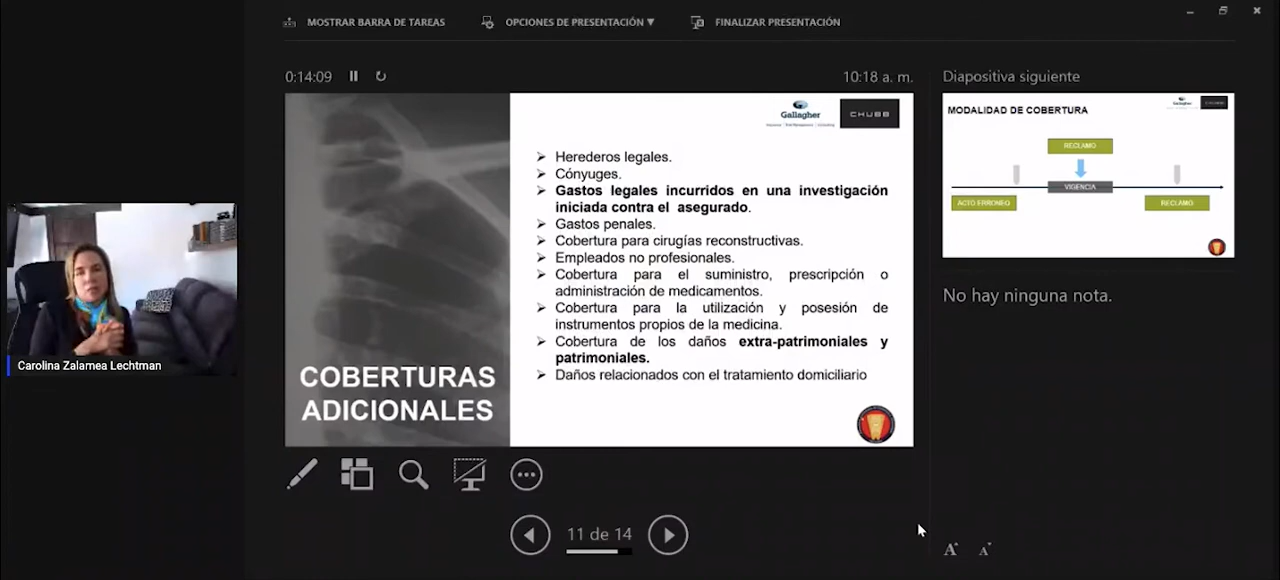 MOSTRAR BARRA DE TAREAS
OPCIONES DE PRESENTACIÓN ▼
FINALIZAR PRESENTACIÓN
0:14:09
10:18 a. m.
Gallagher
CHUBB
➢ Herederos legales.
➢ Cónyuges.
➢ Gastos legales incurridos en una investigación
iniciada contra el asegurado.
➢ Gastos penales.
➢ Cobertura para cirugías reconstructivas.
➢ Empleados no profesionales.
➢ Cobertura para el suministro, prescripción o
administración de medicamentos.
➢ Cobertura para la utilización y posesión de
instrumentos propios de la medicina.
➢ Cobertura de los daños extra-patrimoniales y
patrimoniales.
➢ Daños relacionados con el tratamiento domiciliario
COBERTURAS
ADICIONALES
11 de 14
Diapositiva siguiente
Gallagher
MODALIDAD DE COBERTURA
RECLAMO
VIGENCIA
ACTO ERRONEO
RECLAMO
No hay ninguna nota.
A A
Carolina Zalamea Lechtman